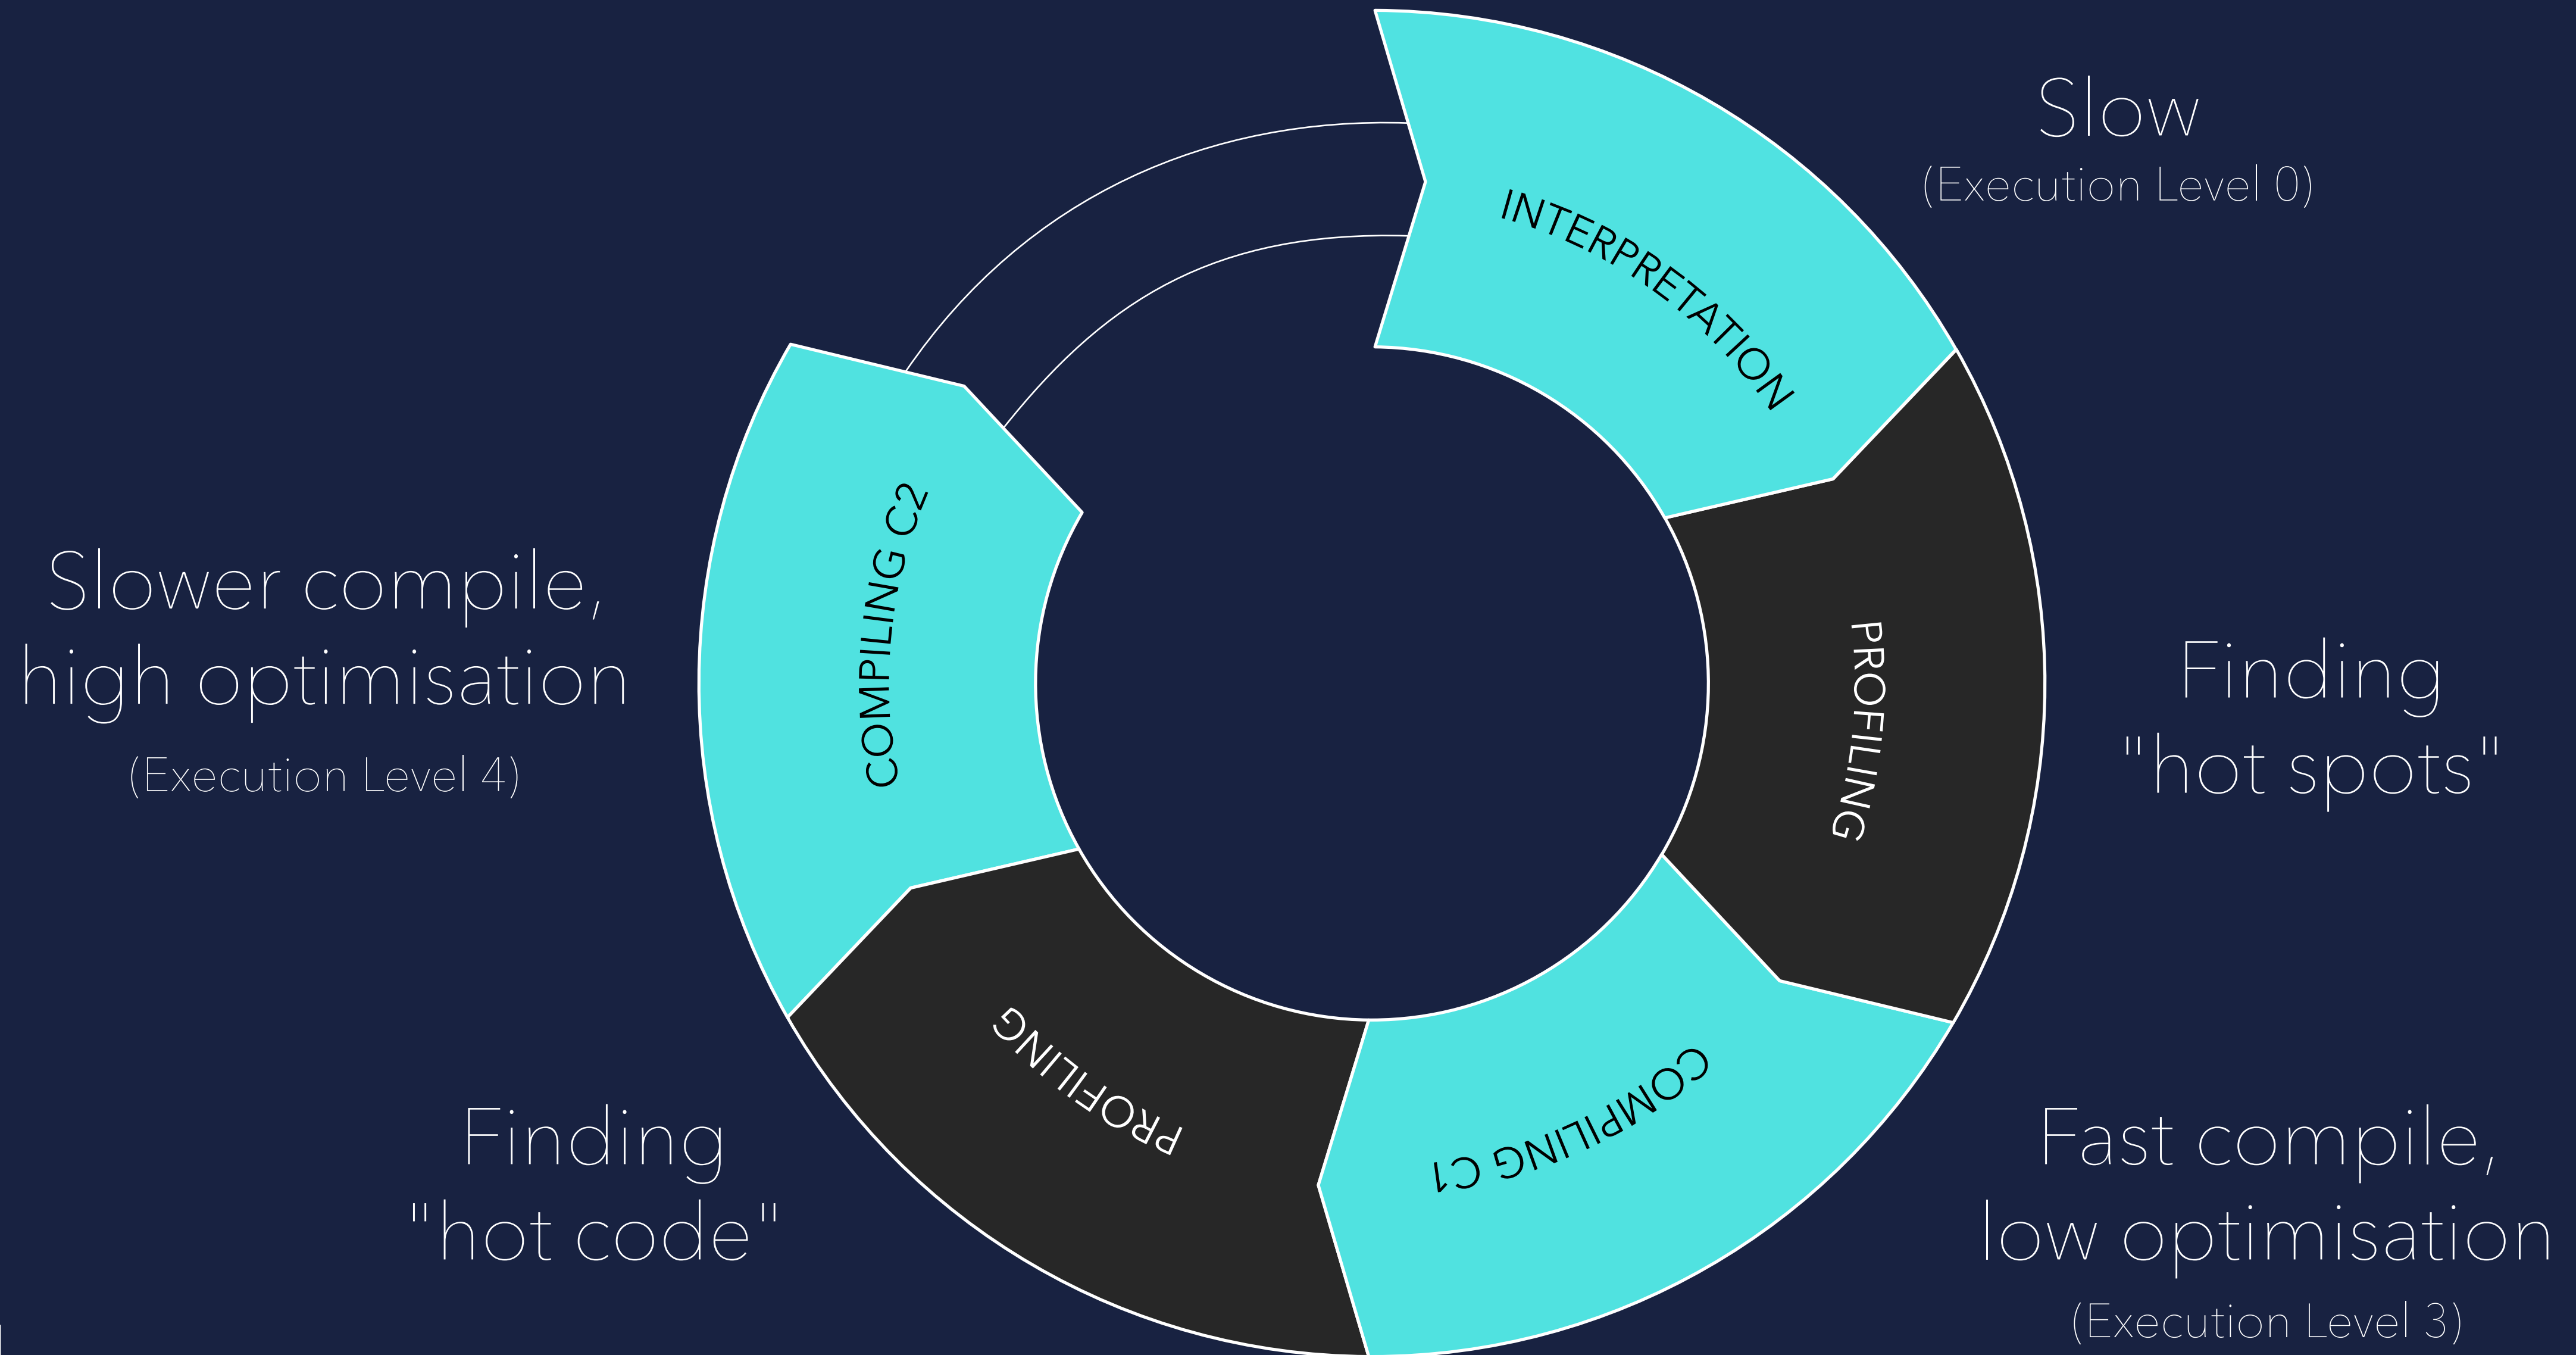 INTERPRETATION
Slow
(Execution Level 0)
PROFILING
Finding
"hot spots"
COMPILING C1
Fast compile,
low optimisation
(Execution Level 3)
PROFILING
Finding
"hot code"
COMPILING C2
Slower compile,
high optimisation
(Execution Level 4)